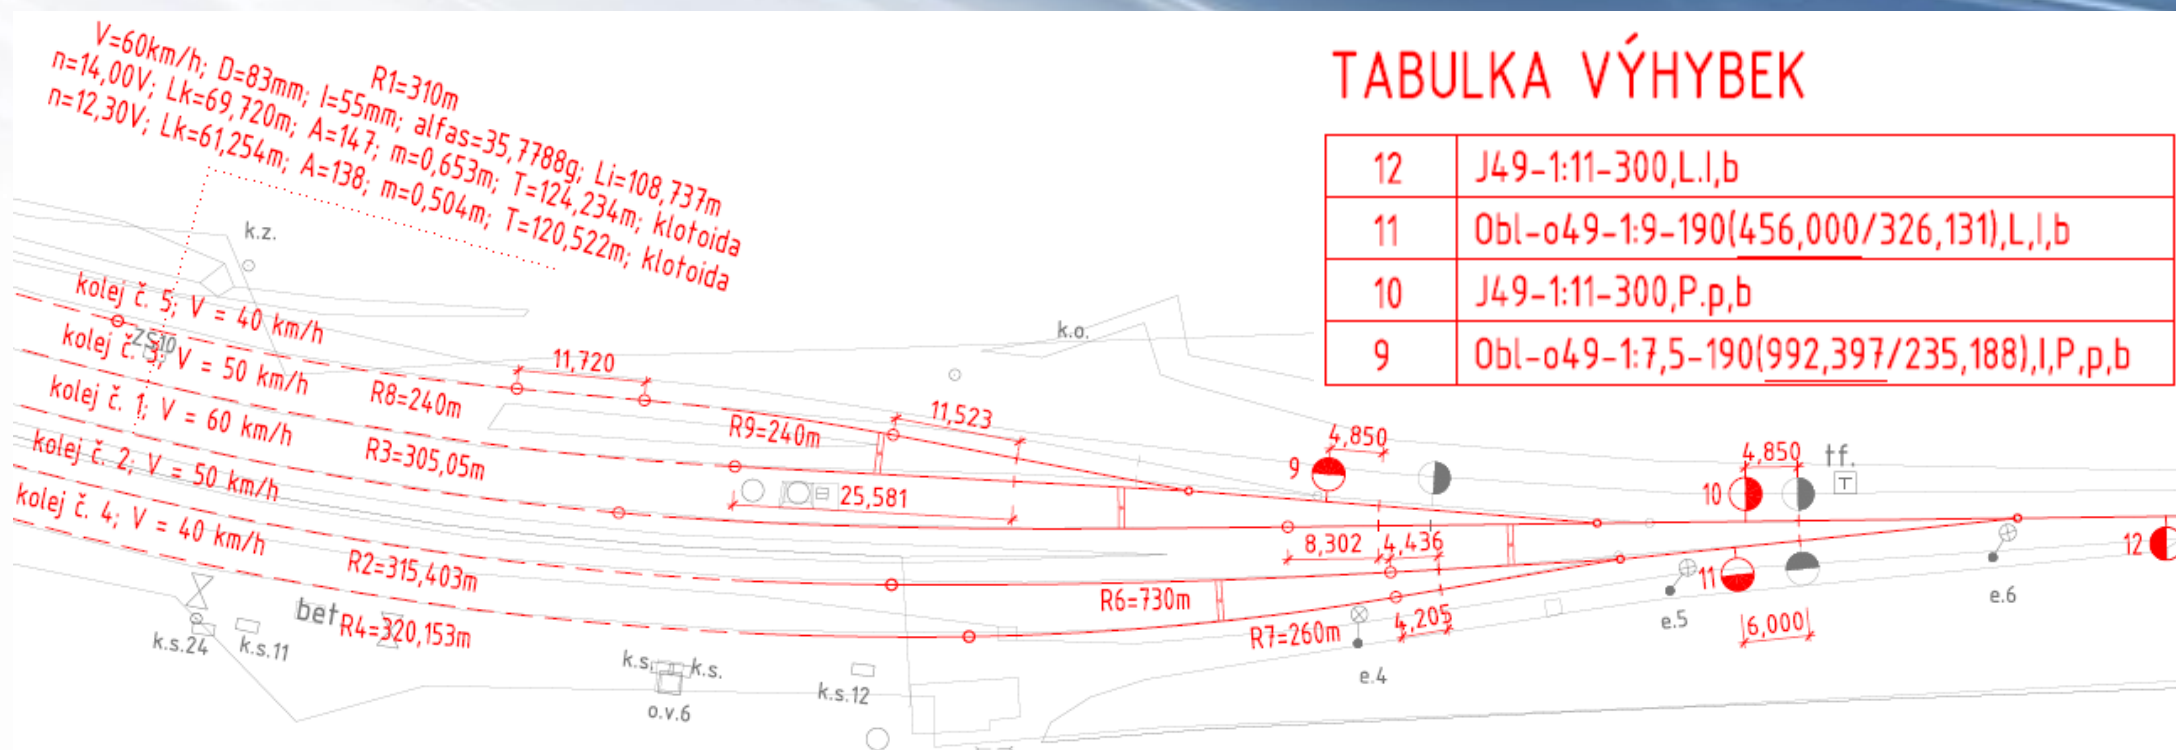 R1=310m
V=60km/h; D=83mm; I=55mm; alfas=35,7788g; Li=108,737m
n=14,00V; Lk=69,720m; A=147; m=0,653m; T=124,234m; klotoida
n=12,30V; Lk=61,254m; A=138; m=0,504m; T=120,522m; klotoida
TABULKA VÝHYBEK
12 J49-1:11-300,L.l,b
11 Obl-o49-1:9-190(456,000/326,131),L,l,b
10 J49-1:11-300,P.p,b
9 Obl-o49-1:7,5-190(992,397/235,188),I,P,p,b
k.z.
k.o.
kolej č. 5; V = 40 km/h
ZS10
kolej č. 3; V = 50 km/h
kolej č. 1; V = 60 km/h
kolej č. 2; V = 50 km/h
kolej č. 4; V = 40 km/h
11,720
R8=240m
R9=240m
11,523
R3=305,05m
25,581
4,850
9
4,850
tf.
T
10
8,302
4,436
12
11
R2=315,403m
R6=730m
R4=320,153m
R7=260m
4,205
6,000
bet
k.s.24
k.s.11
k.s.
k.s.
k.s.12
o.v.6
e.4
e.5
e.6